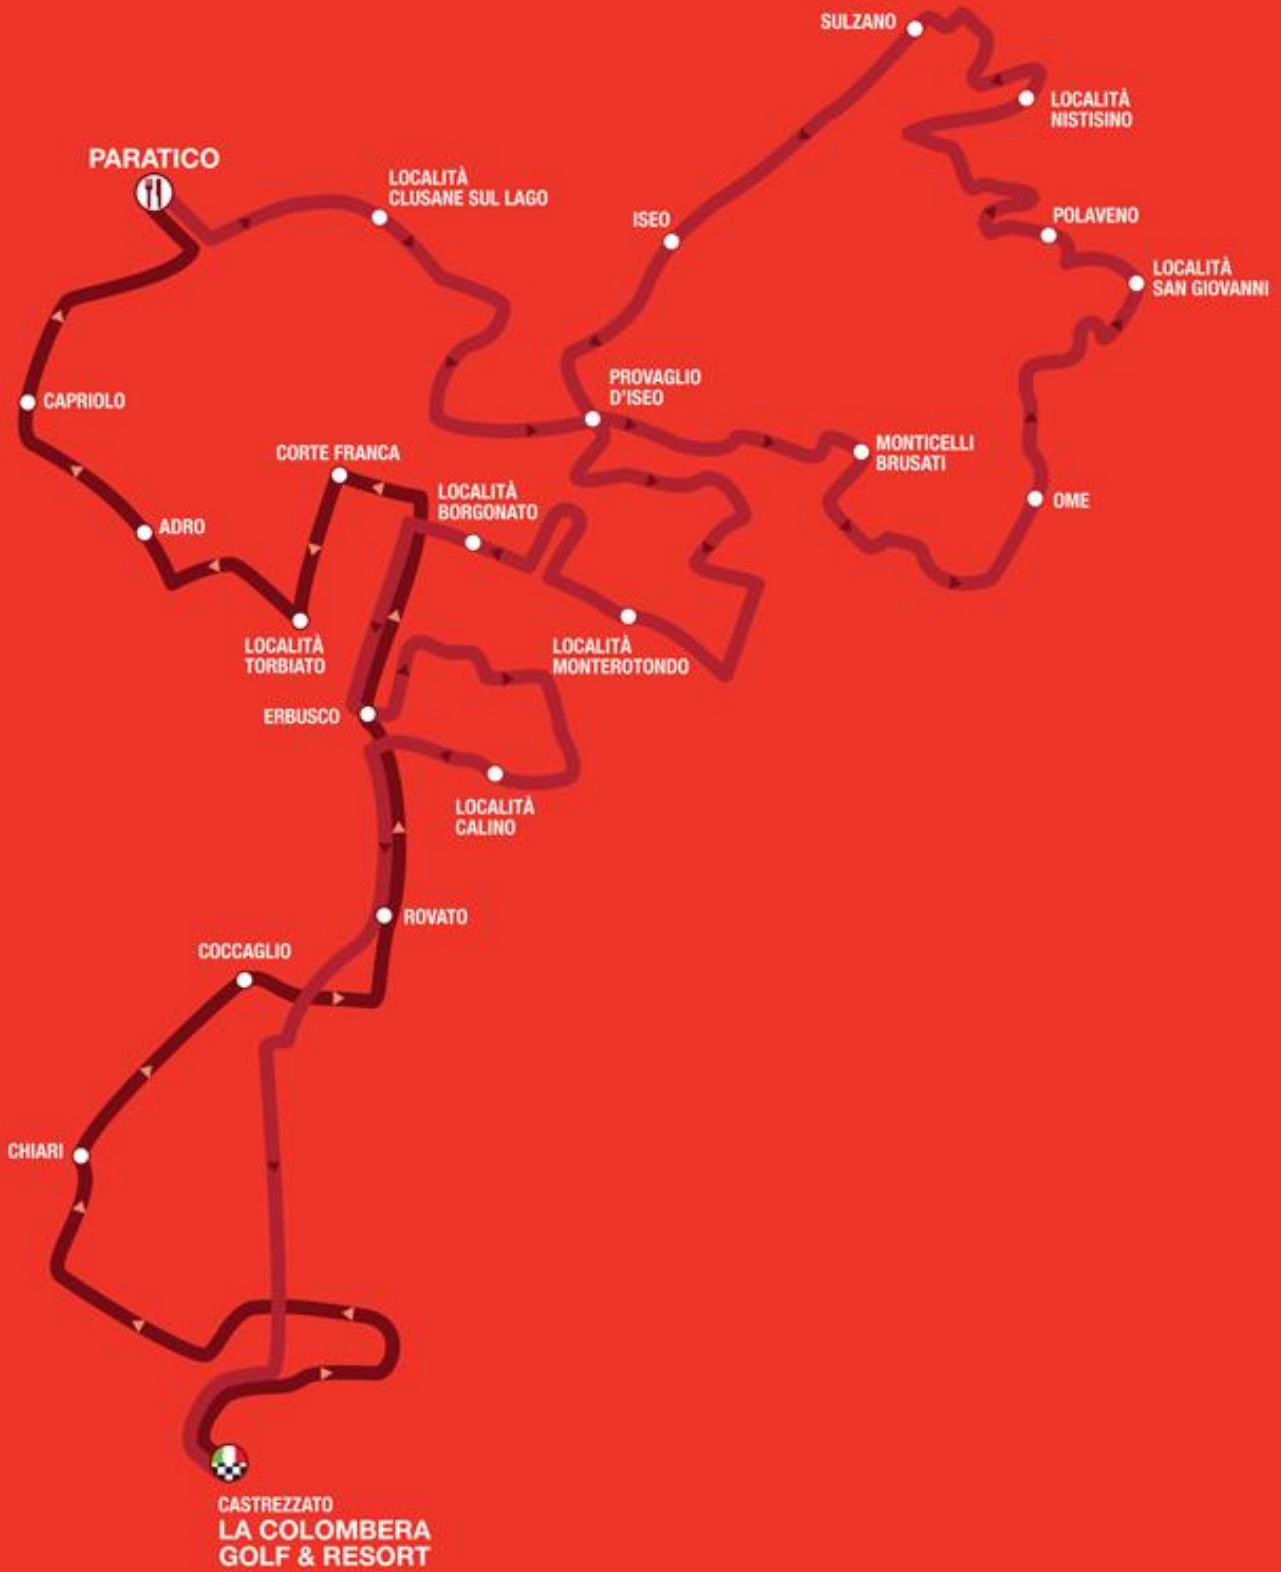 SULZANO
LOCALITÀ
NISTISINO
PARATICO
LOCALITÀ
CLUSANE SUL LAGO
ISEO
POLAVENO
LOCALITÀ
SAN GIOVANNI
PROVAGLIO
D'ISEO
CAPRIOLO
CORTE FRANCA
MONTICELLI
BRUSATI
LOCALITÀ
BORGONATO
OME
ADRO
LOCALITÀ
TORBIATO
LOCALITÀ
MONTEROTONDO
ERBUSCO
LOCALITÀ
CALINO
ROVATO
COCCAGLIO
CHIARI
CASTREZZATO
LA COLOMBERA
GOLF & RESORT